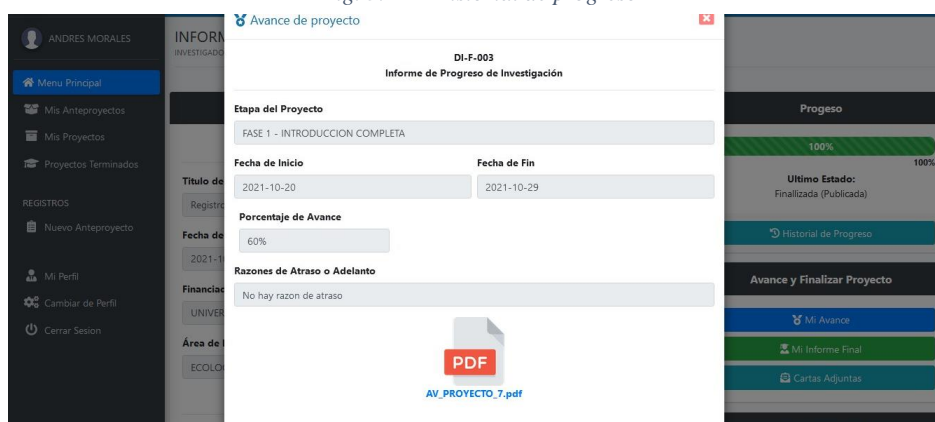 Avance de proyecto
ANDRES MORALES
INFORM
INVESTIGADO
DI-F-003
Informe de Progreso de Investigación
Menu Principal
Mis Anteproyectos
Mis Proyectos
Proyectos Terminados
REGISTROS
Nuevo Anteproyecto
Mi Perfil
Cambiar de Perfil
Cerrar Sesion
Titulo de
Registro
Fecha de
2021-1
Financiac
UNIVER
Área de I
ECOLO
Etapa del Proyecto
FASE 1 - INTRODUCCION COMPLETA
Fecha de Inicio
Fecha de Fin
2021-10-20
2021-10-29
Porcentaje de Avance
60%
Razones de Atraso o Adelanto
No hay razon de atraso
PDF
AV_PROYECTO_7.pdf
Progeso
100%
100%
Ultimo Estado:
Finallizada (Publicada)
Historial de Progreso
Avance y Finalizar Proyecto
Mi Avance
Mi Informe Final
Cartas Adjuntas